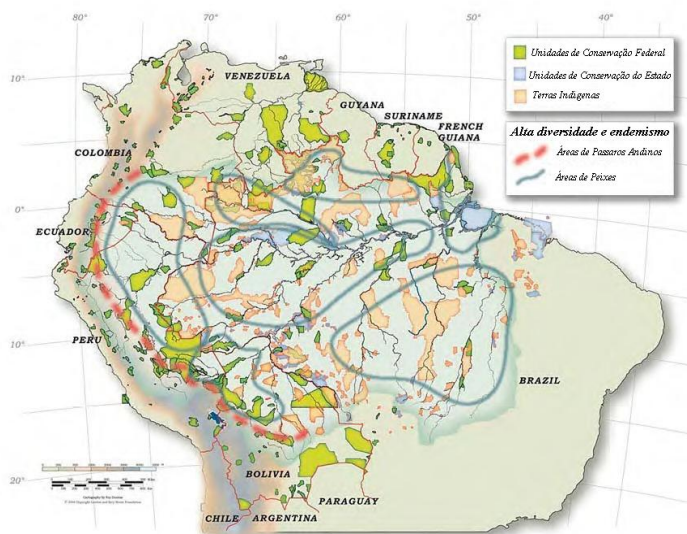 80°
70°
60°
50°
40°
10°
0°
10°
20°
VENEZUELA
GUYANA
SURINAME
FRENCH
GUIANA
COLOMBIA
ECUADOR
PERU
BRAZIL
BOLIVIA
PARAGUAY
CHILE
ARGENTINA
Unidades de Conservação Federal
Unidades de Conservação do Estado
Terras Indigenas
Alta diversidade e endemismo
Áreas de Passaros Andinos
Áreas de Peixes